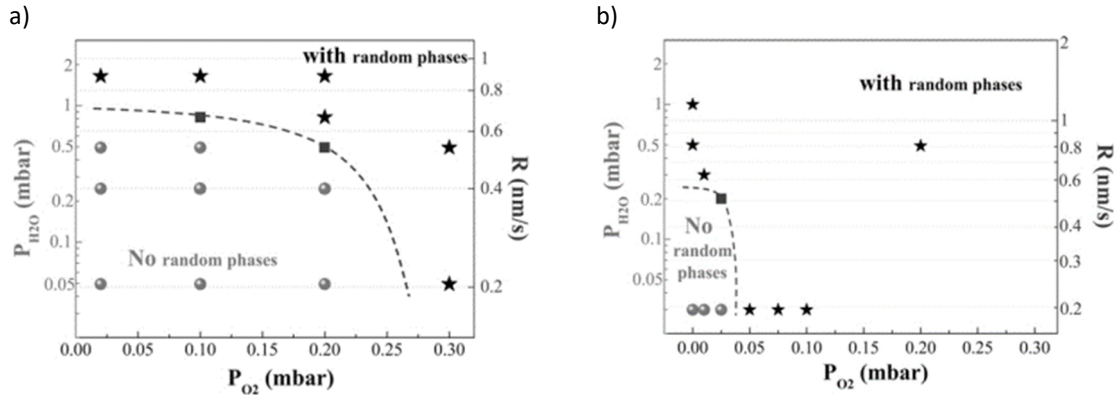 a)
with random phases
No random phases
2
1
0.5
0.2
0.1
0.05
P_H2O (mbar)
1
0.8
0.6
0.4
0.2
R (nm/s)
0.00 0.05 0.10 0.15 0.20 0.25 0.30
P_O2 (mbar)
b)
with random phases
No
random
phases
2
1
0.5
0.2
0.1
0.05
P_H2O (mbar)
2
1
0.8
0.6
0.4
0.3
0.2
R (nm/s)
0.00 0.05 0.10 0.15 0.20 0.25 0.30
P_O2 (mbar)